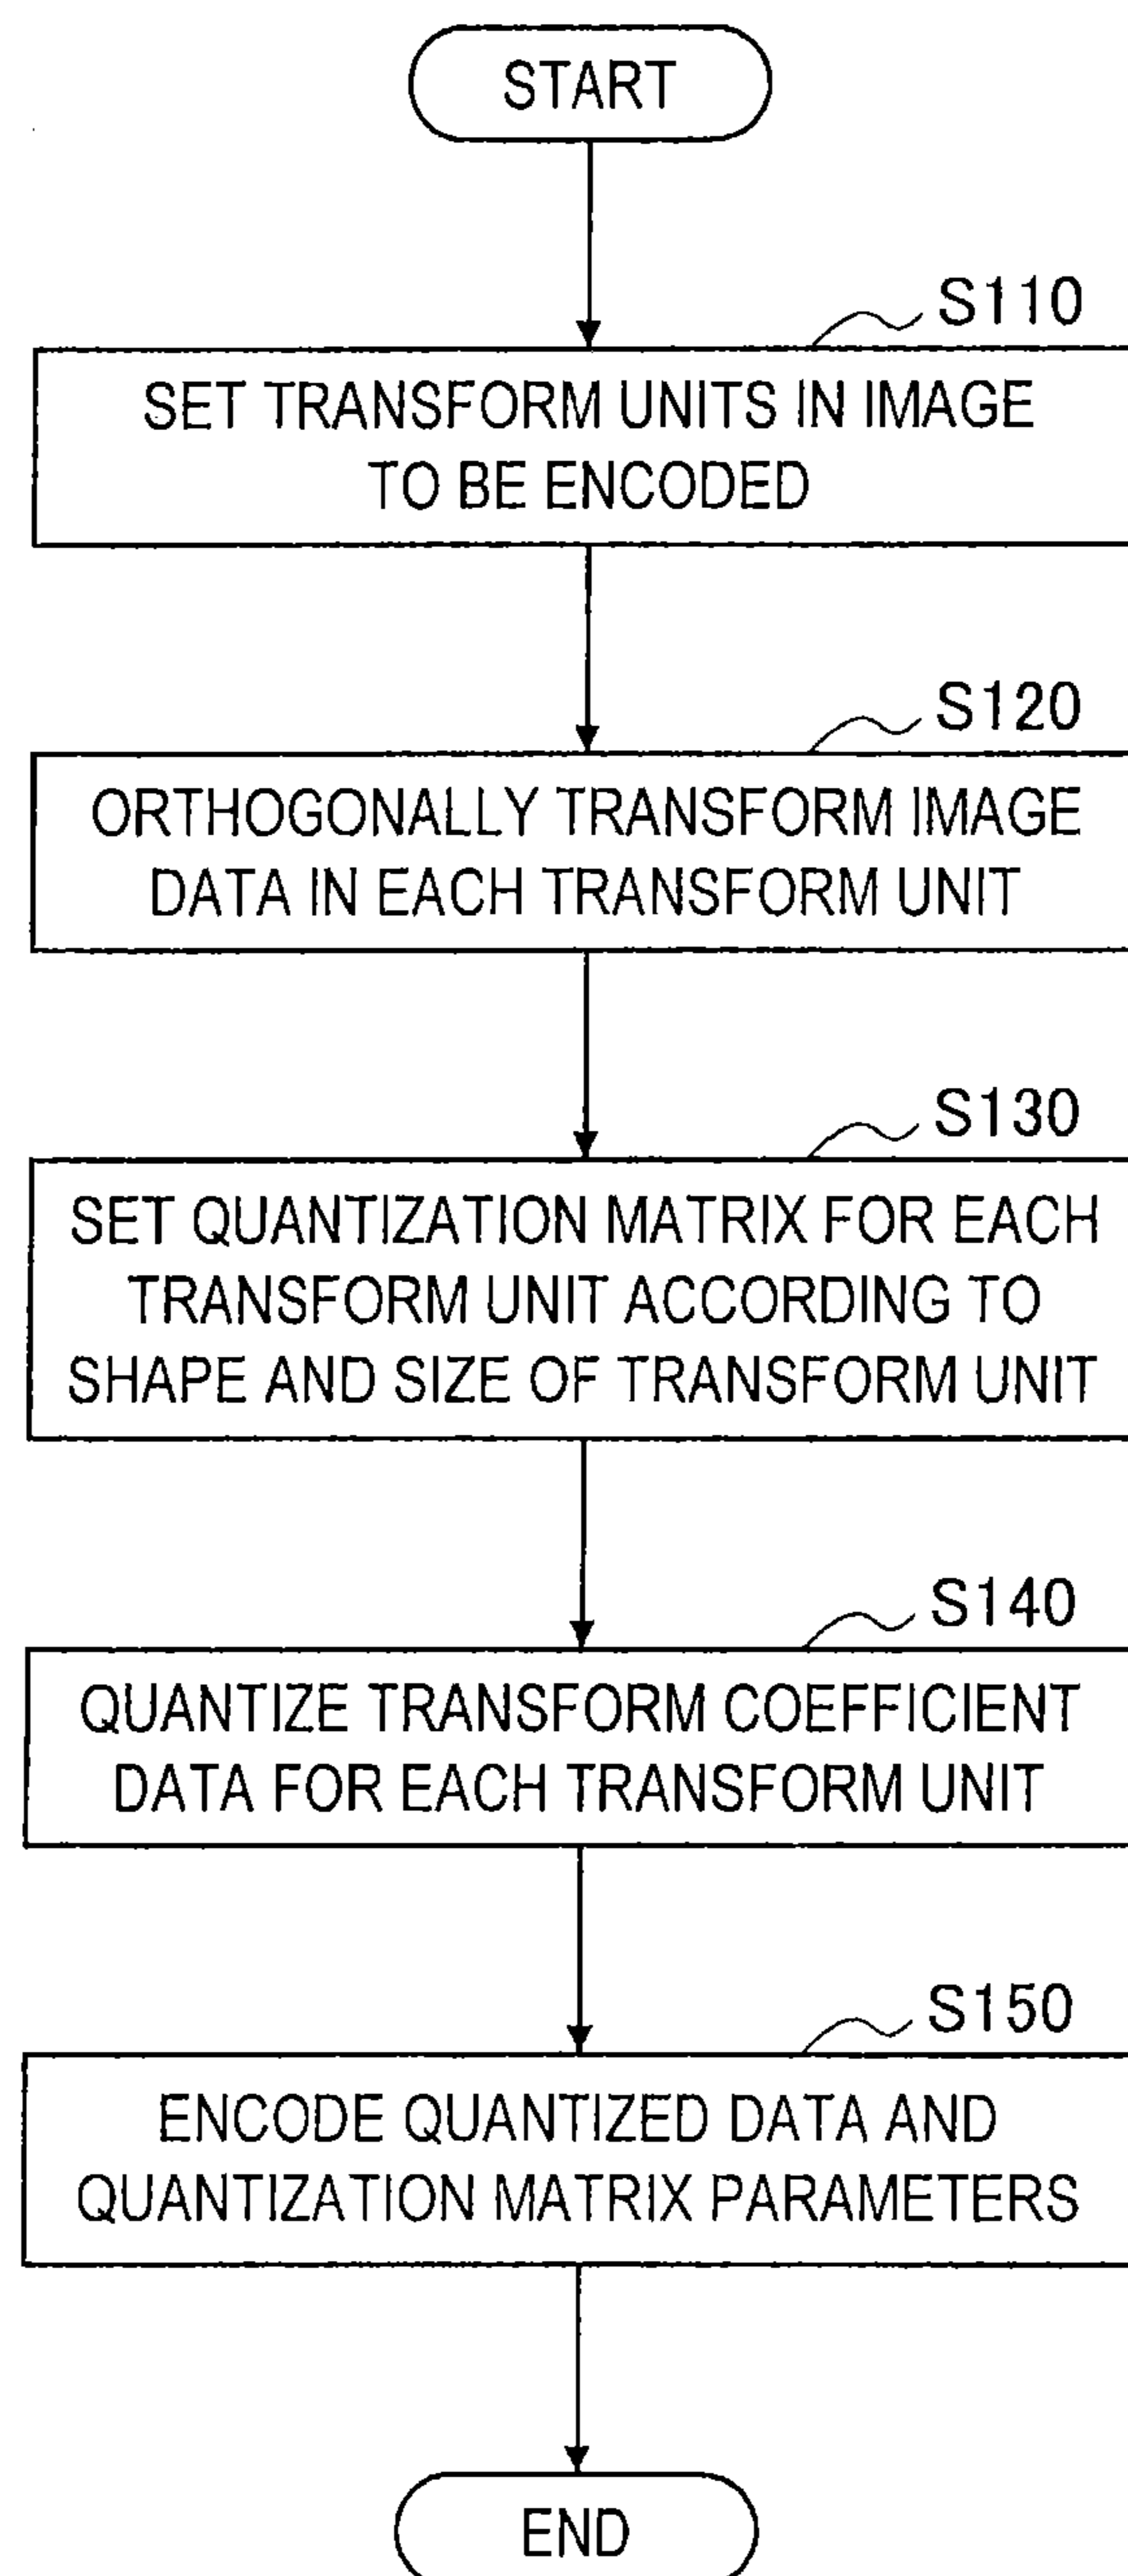 START
S110
SET TRANSFORM UNITS IN IMAGE
TO BE ENCODED
S120
ORTHOGONALLY TRANSFORM IMAGE
DATA IN EACH TRANSFORM UNIT
S130
SET QUANTIZATION MATRIX FOR EACH
TRANSFORM UNIT ACCORDING TO
SHAPE AND SIZE OF TRANSFORM UNIT
S140
QUANTIZE TRANSFORM COEFFICIENT
DATA FOR EACH TRANSFORM UNIT
S150
ENCODE QUANTIZED DATA AND
QUANTIZATION MATRIX PARAMETERS
END